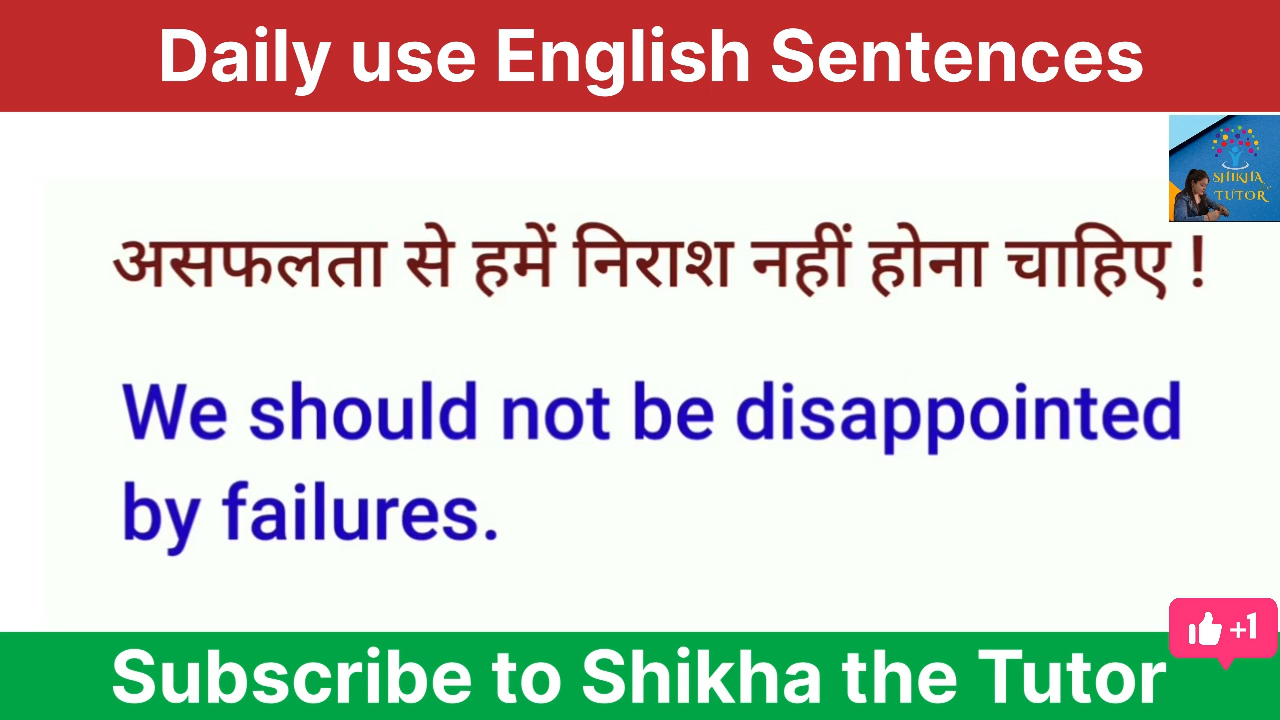 Daily use English Sentences
SHIKHA
TUTOR
असफलता से हमें निराश नहीं होना चाहिए !
We should not be disappointed
by failures.
+1
Subscribe to Shikha the Tutor